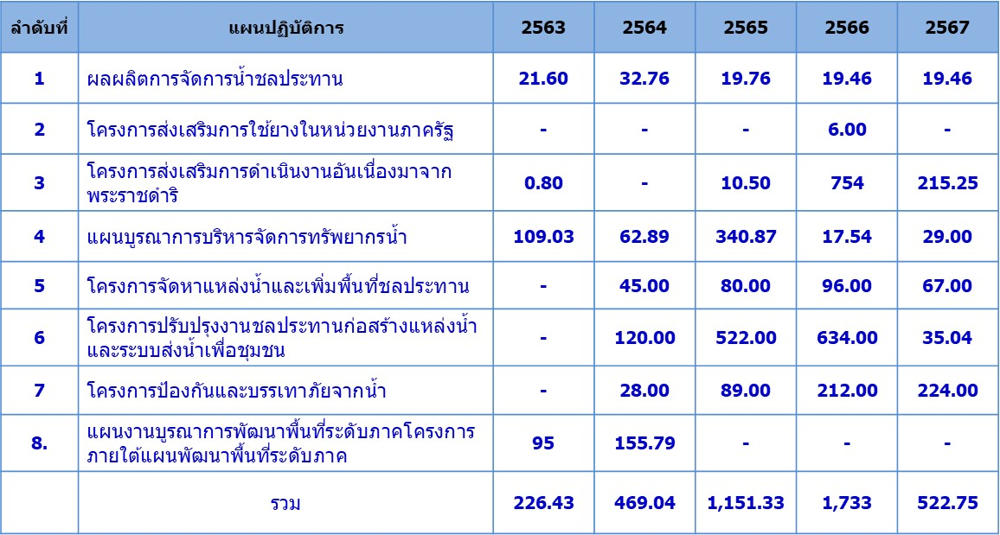 ลำดับที่ แผนปฏิบัติการ 2563 2564 2565 2566 2567
1 ผลผลิตการจัดการน้ำชลประทาน 21.60 32.76 19.76 19.46 19.46
2 โครงการส่งเสริมการใช้ยางในหน่วยงานภาครัฐ - - - 6.00 -
3 โครงการส่งเสริมการดำเนินงานอันเนื่องมาจาก
พระราชดำริ 0.80 - 10.50 754 215.25
4 แผนบูรณาการบริหารจัดการทรัพยากรน้ำ 109.03 62.89 340.87 17.54 29.00
5 โครงการจัดหาแหล่งน้ำและเพิ่มพื้นที่ชลประทาน - 45.00 80.00 96.00 67.00
6 โครงการปรับปรุงงานชลประทานก่อสร้างแหล่งน้ำ
และระบบส่งน้ำเพื่อชุมชน - 120.00 522.00 634.00 35.04
7 โครงการป้องกันและบรรเทาภัยจากน้ำ - 28.00 89.00 212.00 224.00
8. แผนงานบูรณาการพัฒนาพื้นที่ระดับภาคโครงการ
ภายใต้แผนพัฒนาพื้นที่ระดับภาค 95 155.79 - - -
รวม 226.43 469.04 1,151.33 1,733 522.75